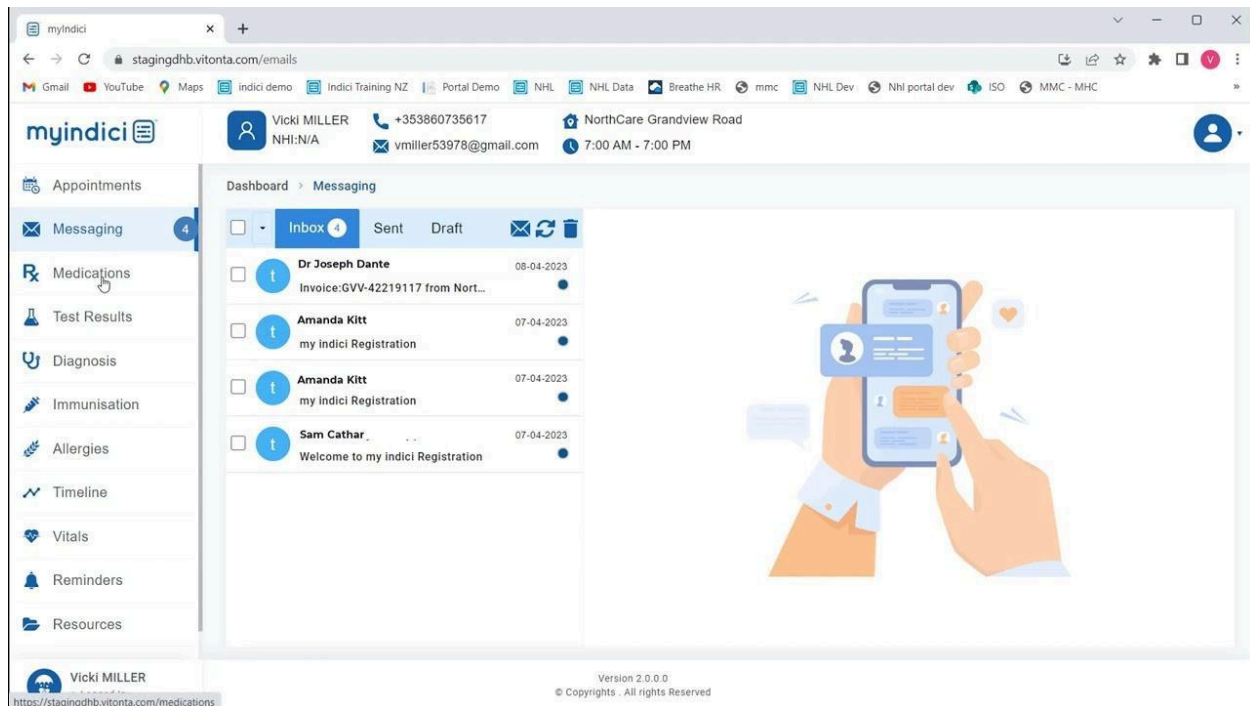 myIndici
stagingdhb.vitonta.com/emails
V
Gmail YouTube Maps indici demo Indici Training NZ Portal Demo NHL NHL Data Breathe HR mmc NHL Dev Nhl portal dev ISO MMC - MHC »
myindici
Vicki MILLER +353860735617 NorthCare Grandview Road
NHI:N/A vmiller53978@gmail.com 7:00 AM - 7:00 PM
Appointments
Dashboard > Messaging
Messaging 4
Inbox 4 Sent Draft
Rx Medications
Dr Joseph Dante 08-04-2023
t
Invoice:GVV-42219117 from Nort...
Test Results
Amanda Kitt 07-04-2023
t
my indici Registration
Diagnosis
Amanda Kitt 07-04-2023
t
my indici Registration
Immunisation
Sam Cathar 07-04-2023
t
Welcome to my indici Registration
Allergies
Timeline
Vitals
Reminders
Resources
Vicki MILLER
Version 2.0.0.0
© Copyrights . All rights Reserved
https://stagingdhb.vitonta.com/medications